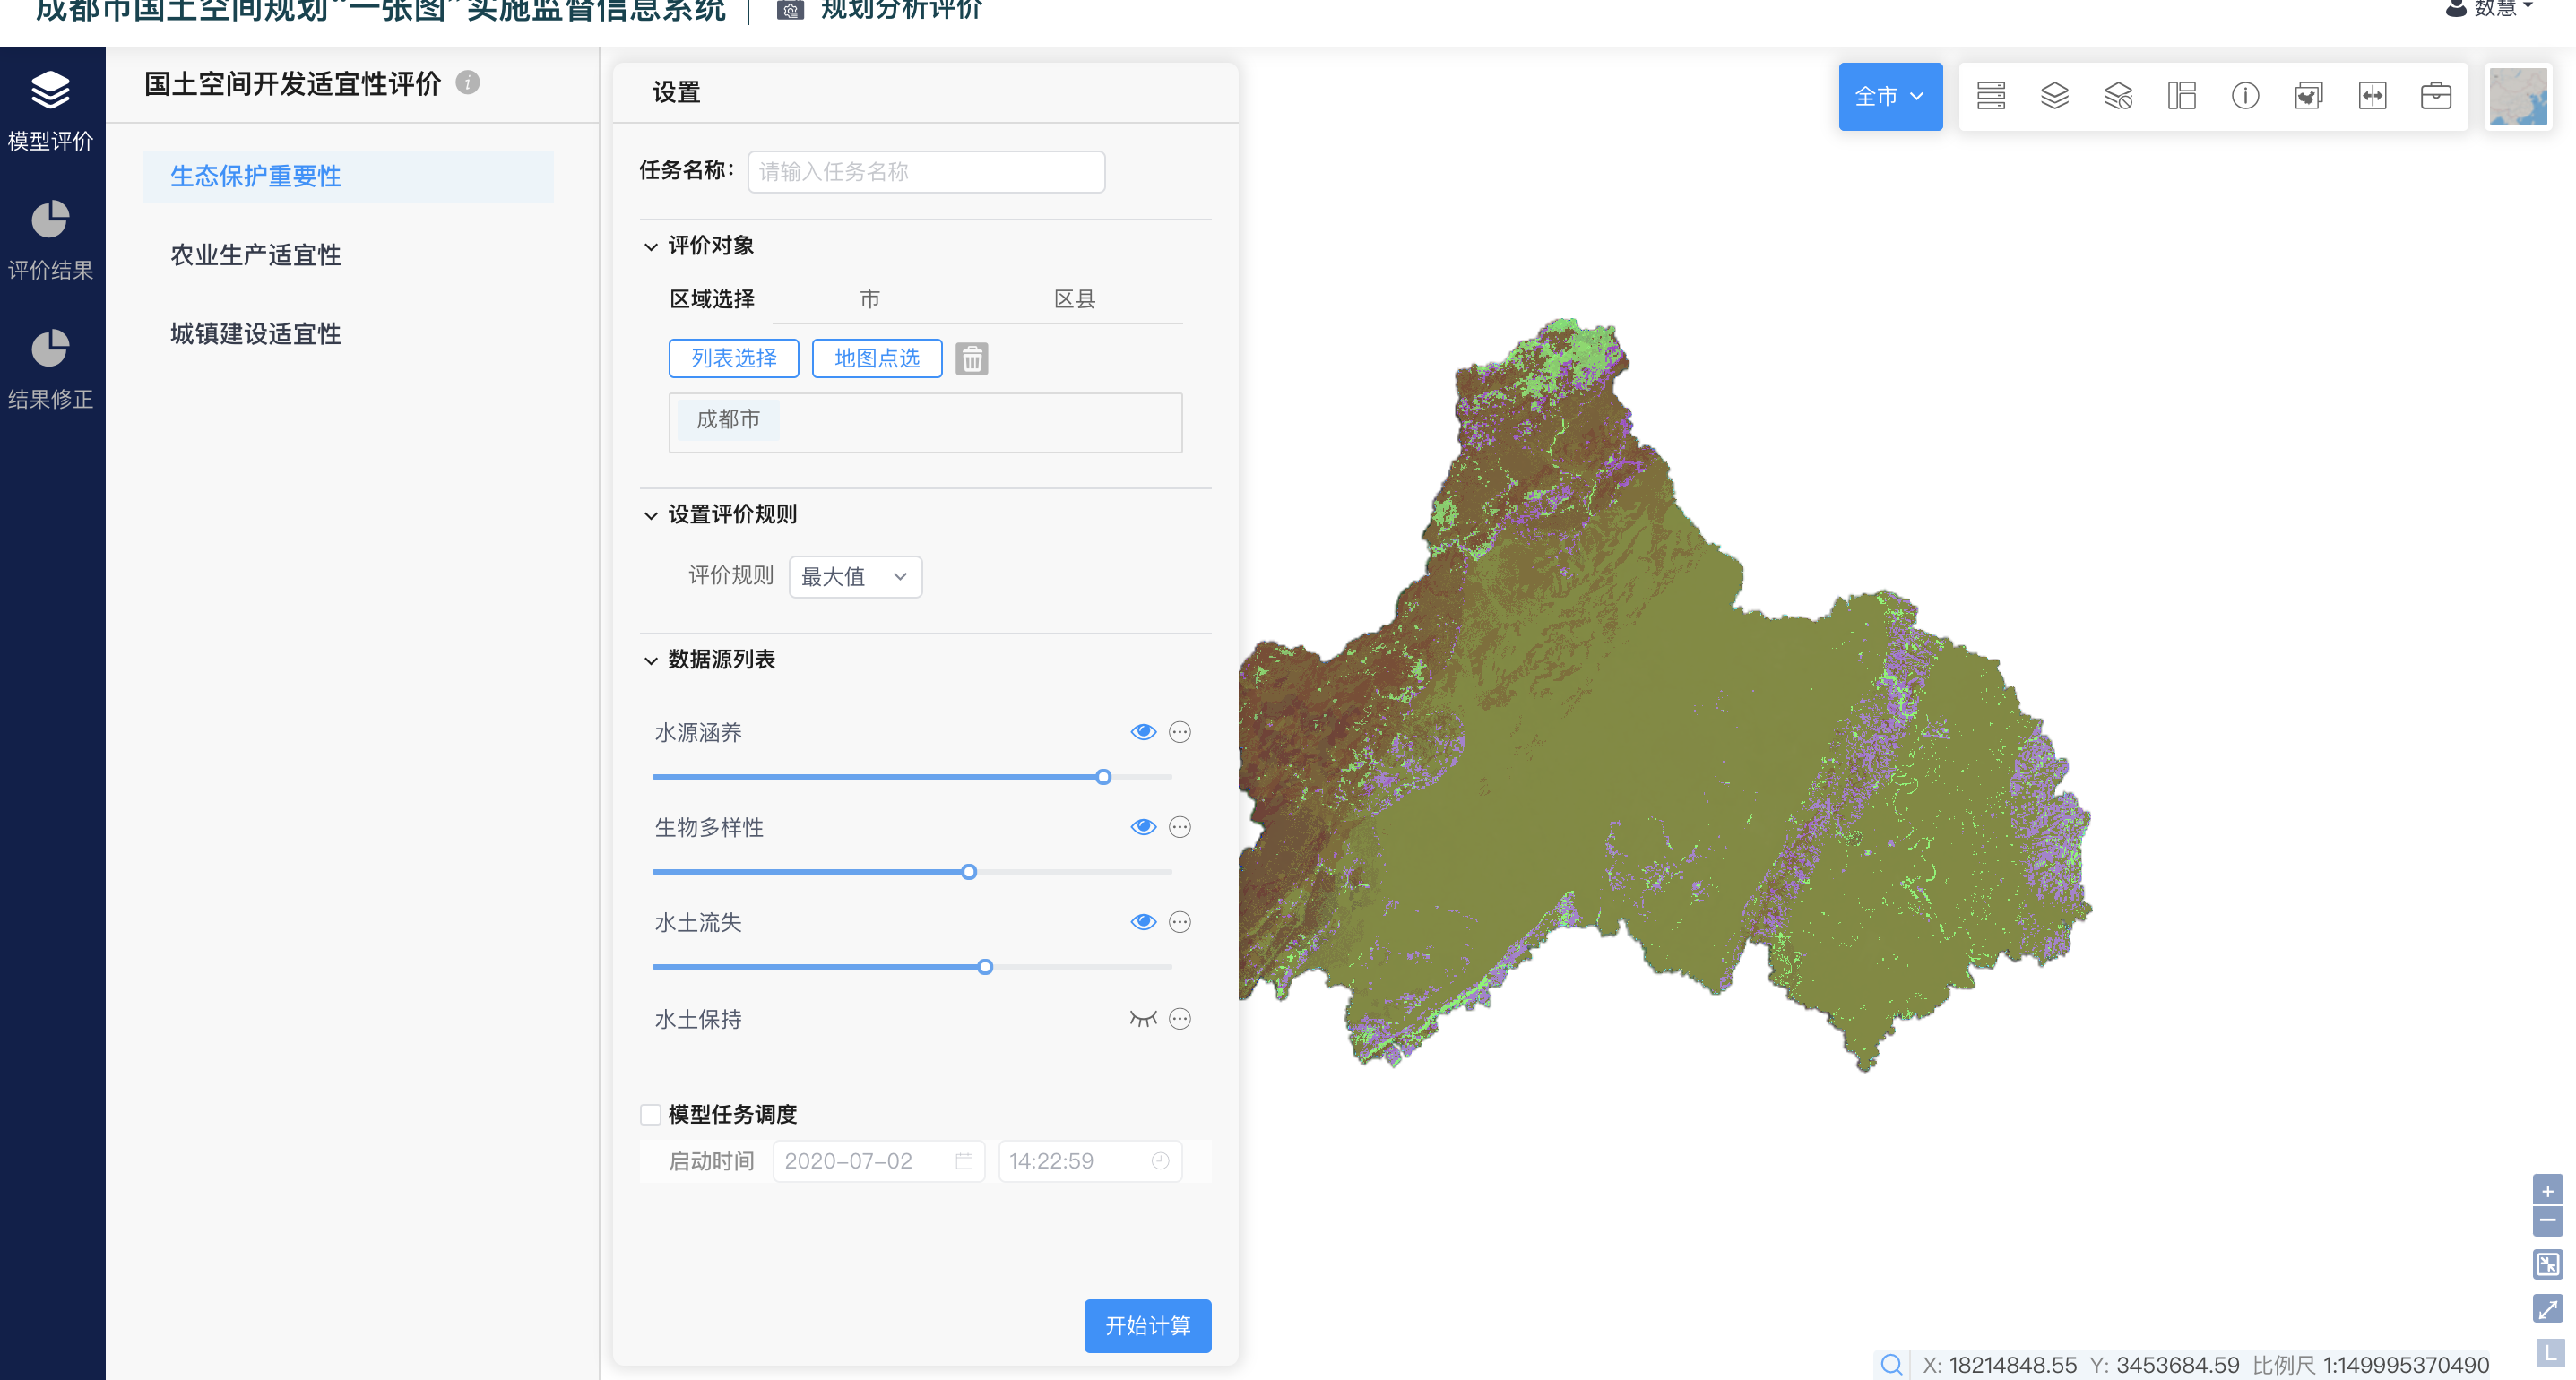 成都市国土空间规划“一张图”实施监督信息系统 规划分析评价 数慧
模型评价
评价结果
结果修正
国土空间开发适宜性评价
生态保护重要性
农业生产适宜性
城镇建设适宜性
设置
任务名称: 请输入任务名称
评价对象
区域选择 市 区县
列表选择 地图点选
成都市
设置评价规则
评价规则 最大值
数据源列表
水源涵养
生物多样性
水土流失
水土保持
模型任务调度
启动时间 2020-07-02 14:22:59
开始计算
全市
L
X: 18214848.55 Y: 3453684.59 比例尺 1:149995370490